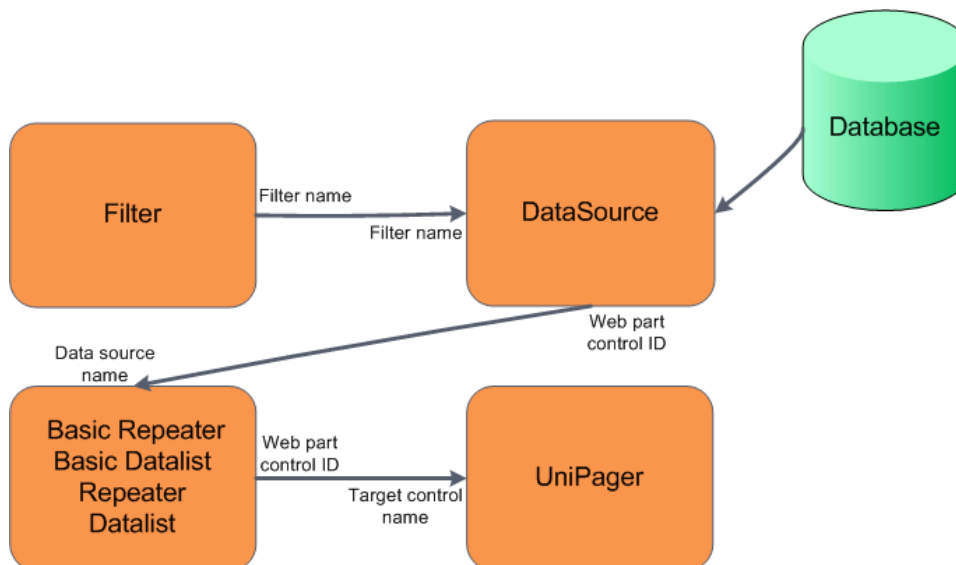 Database
Filter
Filter name
Filter name
DataSource
Web part
control ID
Data source
name
Basic Repeater
Basic Datalist
Repeater
Datalist
Web part
control ID
Target control
name
UniPager